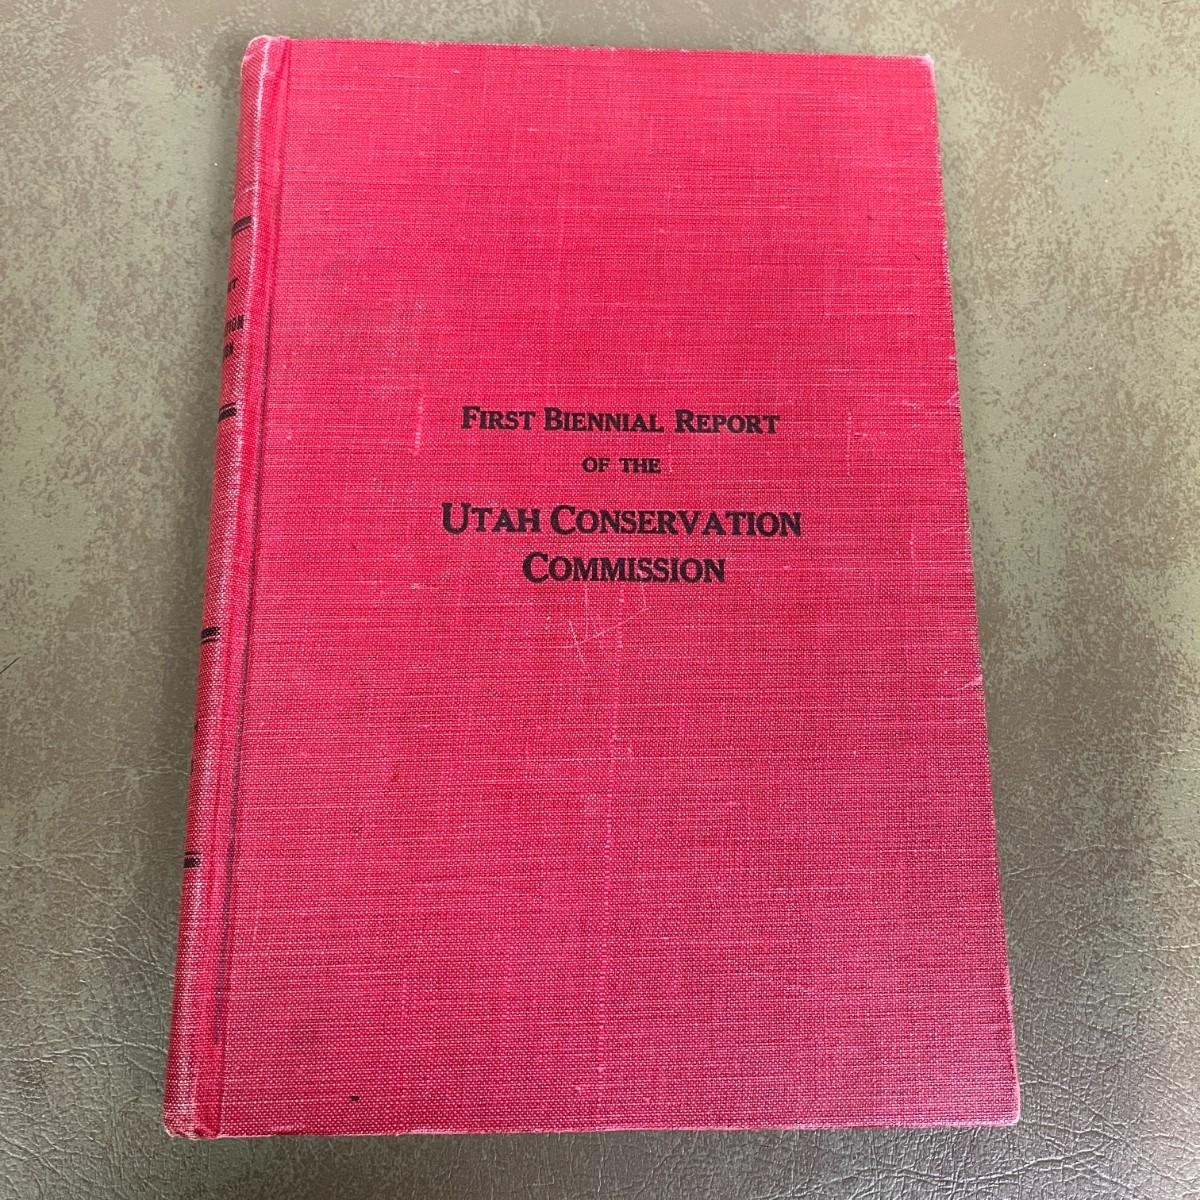 First Biennial Report
of the
Utah Conservation
Commission